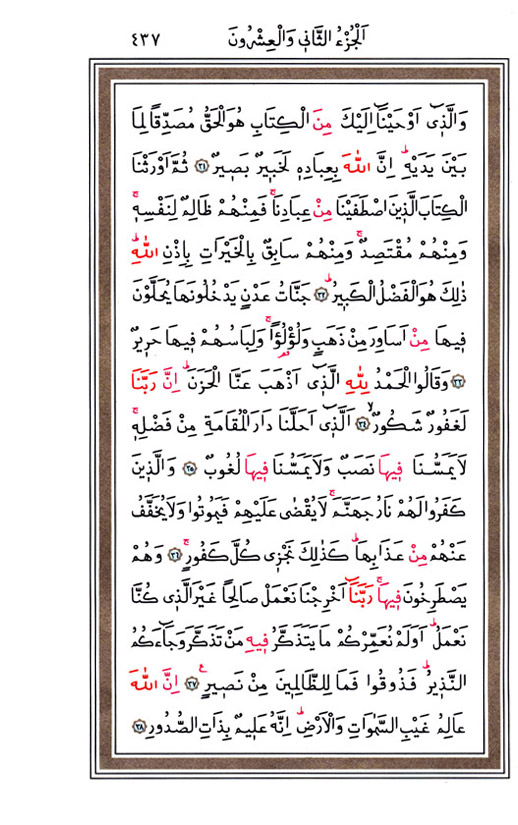 اَلْجُزْءُ الثَّانٖي وَالْعِشْرُونَ ٤٣٧
وَالَّذٖٓي اَوْحَيْنَٓا اِلَيْكَ مِنَ الْكِتَابِ هُوَ الْحَقُّ مُصَدِّقًا لِمَا
بَيْنَ يَدَيْهِۜ اِنَّ اللّٰهَ بِعِبَادِهٖ لَخَبٖيرٌ بَصٖيرٌ ﴿٣١﴾ ثُمَّ اَوْرَثْنَا
الْكِتَابَ الَّذٖينَ اصْطَفَيْنَا مِنْ عِبَادِنَاۚ فَمِنْهُمْ ظَالِمٌ لِنَفْسِهٖۚ
وَمِنْهُمْ مُقْتَصِدٌۚ وَمِنْهُمْ سَابِقٌ بِالْخَيْرَاتِ بِاِذْنِ اللّٰهِۜ
ذٰلِكَ هُوَ الْفَضْلُ الْكَبٖيرُۜ ﴿٣٢﴾ جَنَّاتُ عَدْنٍ يَدْخُلُونَهَا يُحَلَّوْنَ
فٖيهَا مِنْ اَسَاوِرَ مِنْ ذَهَبٍ وَلُؤْلُؤًاۚ وَلِبَاسُهُمْ فٖيهَا حَرٖيرٌ
﴿٣٣﴾ وَقَالُوا الْحَمْدُ لِلّٰهِ الَّذٖٓي اَذْهَبَ عَنَّا الْحَزَنَۜ اِنَّ رَبَّنَا
لَغَفُورٌ شَكُورٌۙ ﴿٣٤﴾ اَلَّذٖٓي اَحَلَّنَا دَارَ الْمُقَامَةِ مِنْ فَضْلِهٖۚ
لَا يَمَسُّنَا فٖيهَا نَصَبٌ وَلَا يَمَسُّنَا فٖيهَا لُغُوبٌ ﴿٣٥﴾ وَالَّذٖينَ
كَفَرُوا لَهُمْ نَارُ جَهَنَّمَۚ لَا يُقْضٰى عَلَيْهِمْ فَيَمُوتُوا وَلَا يُخَفَّفُ
عَنْهُمْ مِنْ عَذَابِهَاۜ كَذٰلِكَ نَجْزٖي كُلَّ كَفُورٍۚ ﴿٣٦﴾ وَهُمْ
يَصْطَرِخُونَ فٖيهَاۚ رَبَّنَٓا اَخْرِجْنَا نَعْمَلْ صَالِحًا غَيْرَ الَّذٖي كُنَّا
نَعْمَلُۜ اَوَلَمْ نُعَمِّرْكُمْ مَا يَتَذَكَّرُ فٖيهِ مَنْ تَذَكَّرَ وَجَٓاءَكُمُ
النَّذٖيرُۜ فَذُوقُوا فَمَا لِلظَّالِمٖينَ مِنْ نَصٖيرٍ ﴿٣٧﴾ اِنَّ اللّٰهَ
عَالِمُ غَيْبِ السَّمٰوَاتِ وَالْاَرْضِۜ اِنَّهُ عَلٖيمٌ بِذَاتِ الصُّدُورِ ﴿٣٨﴾